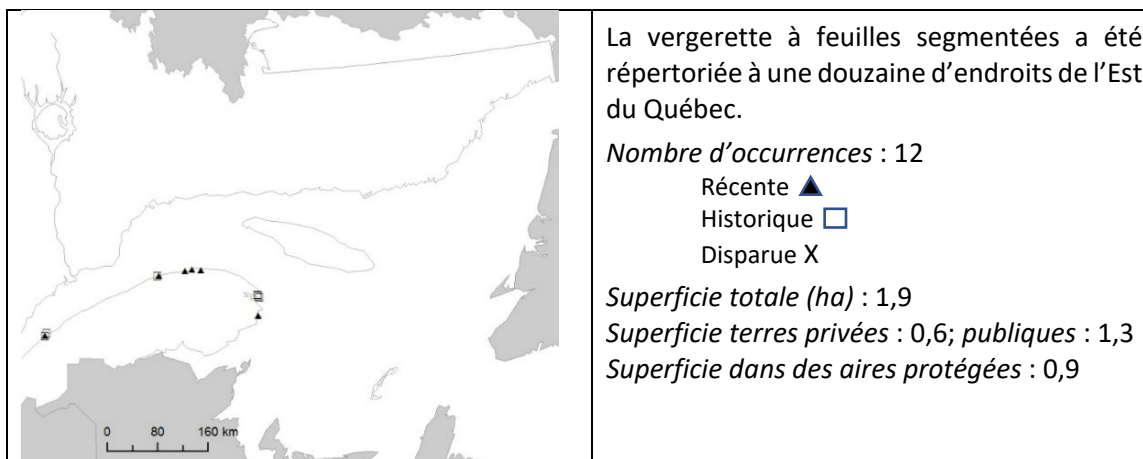 La vergerette à feuilles segmentées a été
répertoriée à une douzaine d’endroits de l’Est
du Québec.
Nombre d’occurrences : 12
Récente
Historique
Disparue X
Superficie totale (ha) : 1,9
Superficie terres privées : 0,6; publiques : 1,3
Superficie dans des aires protégées : 0,9
0 80 160 km